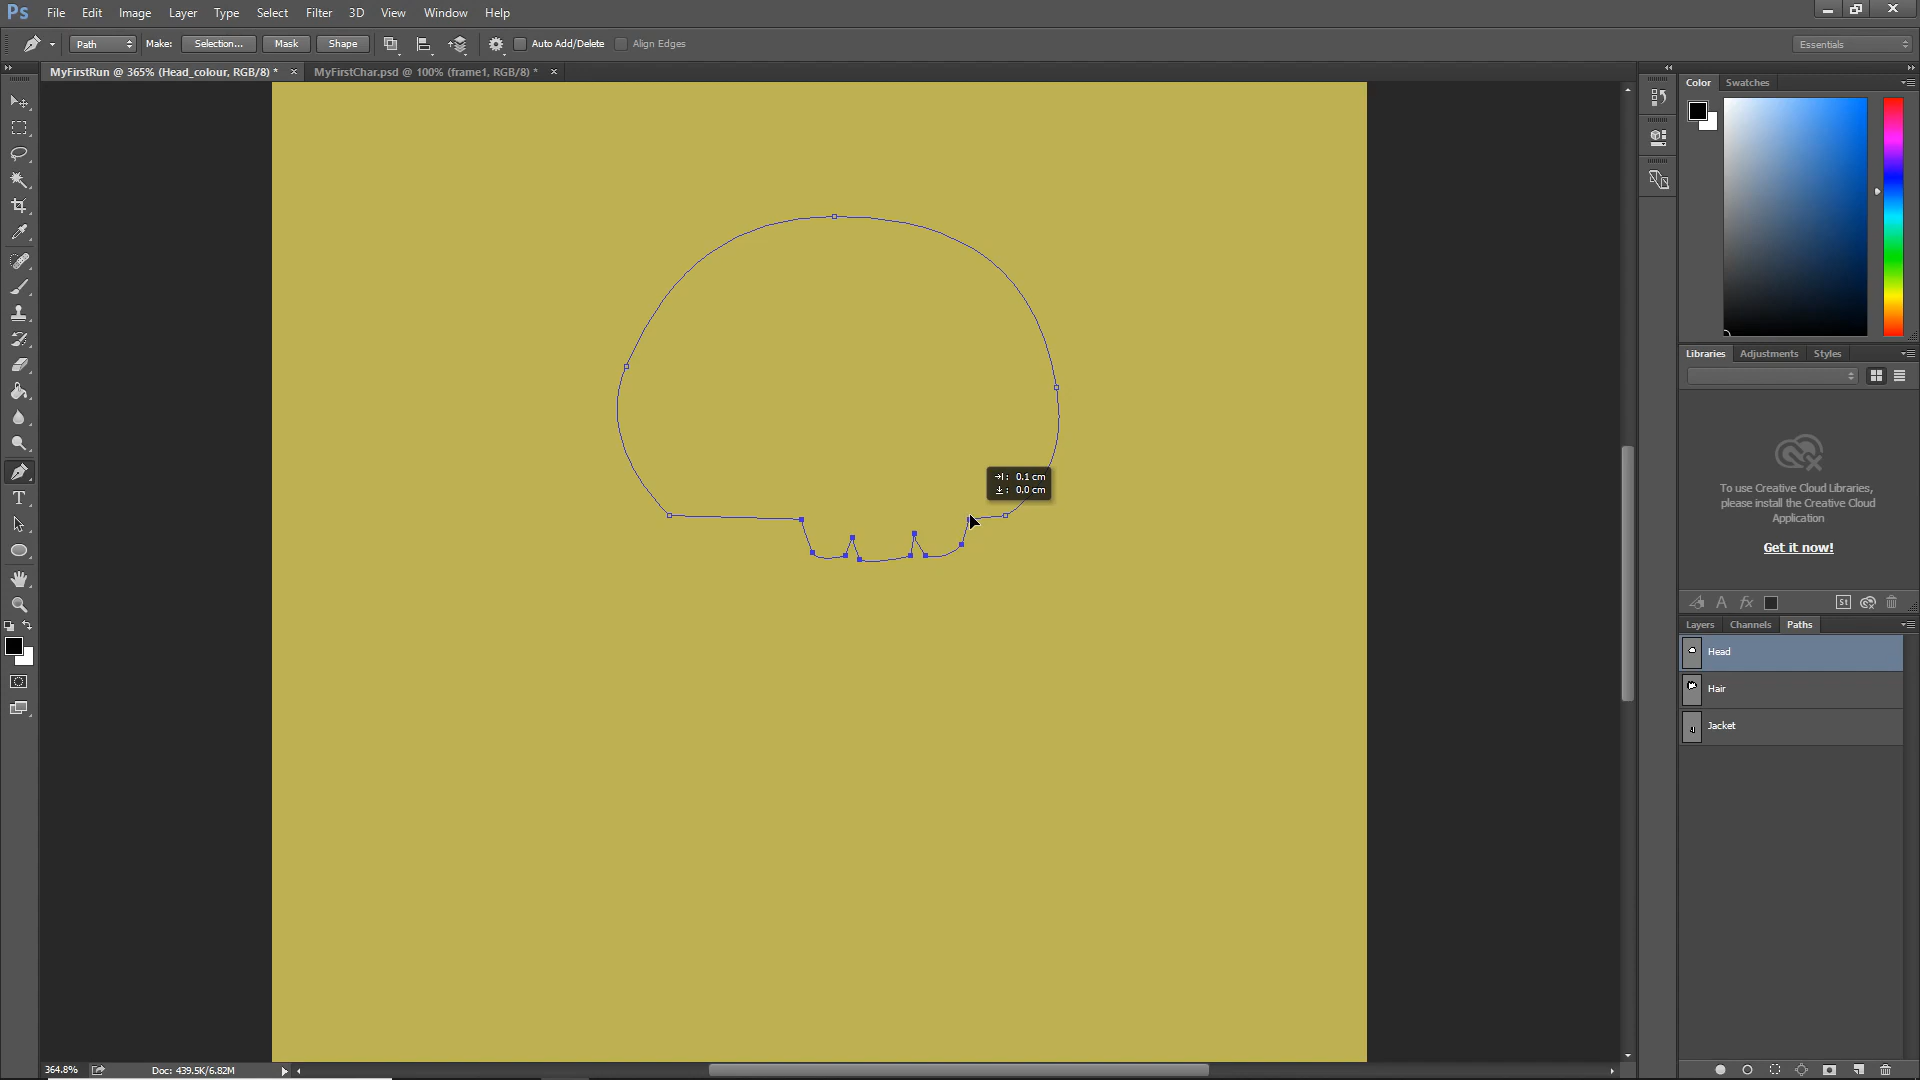 Ps File Edit Image Layer Type Select Filter 3D View Window Help
Path Make: Selection... Mask Shape Auto Add/Delete Align Edges Essentials
MyFirstRun @ 365% (Head_colour, RGB/8) * × MyFirstChar.psd @ 100% (frame1, RGB/8) * ×
Color Swatches
Libraries Adjustments Styles
To use Creative Cloud Libraries,
please install the Creative Cloud
Application
Get it now!
0.1 cm
0.0 cm
T
A fx St
Layers Channels Paths
Head
Hair
Jacket
364.8% Doc: 439.5K/6.82M